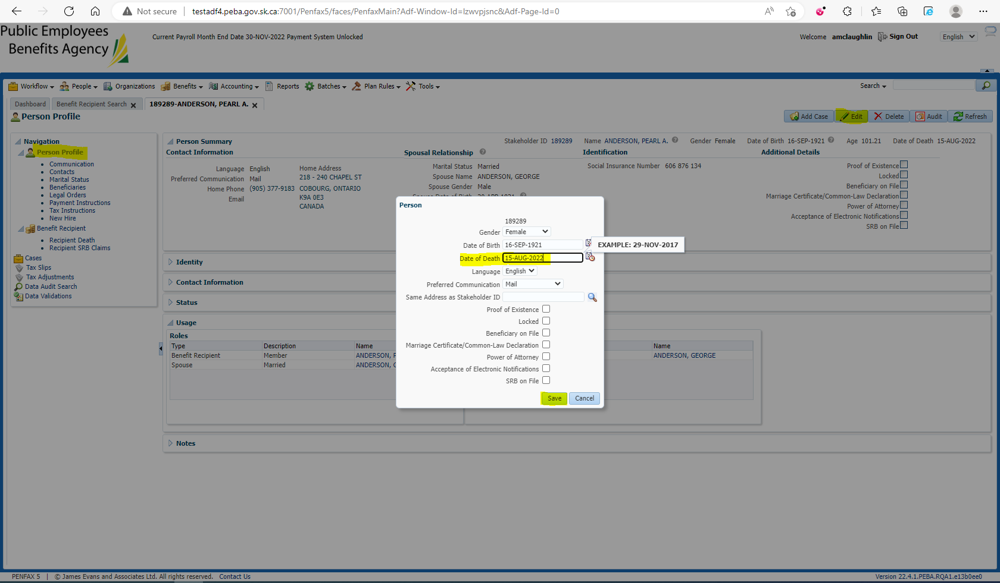 Not secure
testadf4.peba.gov.sk.ca:7001/Penfax5/faces/PenfaxMain?Adf-Window-Id=lzwvpjsnc&Adf-Page-Id=0
Public Employees
Benefits Agency
Current Payroll Month End Date 30-NOV-2022 Payment System Unlocked
Welcome amclaughlin Sign Out English
Workflow People Organizations Benefits Accounting Reports Batches Plan Rules Tools Search
Dashboard Benefit Recipient Search 189289-ANDERSON, PEARL A.
Person Profile
Add Case Edit Delete Audit Refresh
Navigation
Person Profile
Communication
Contacts
Marital Status
Beneficiaries
Legal Orders
Payment Instructions
Tax Instructions
New Hire
Benefit Recipient
Recipient Death
Recipient SRB Claims
Cases
Tax Slips
Tax Adjustments
Data Audit Search
Data Validations
Person Summary
Stakeholder ID 189289 Name ANDERSON, PEARL A. Gender Female Date of Birth 16-SEP-1921 Age 101.21 Date of Death 15-AUG-2022
Contact Information
Language English
Preferred Communication Mail
Home Phone (905) 377-9183
Email
Home Address
218 - 240 CHAPEL ST
COBOURG, ONTARIO
K9A 0E3
CANADA
Spousal Relationship
Marital Status Married
Spouse Name ANDERSON, GEORGE
Spouse Gender Male
Identification
Social Insurance Number 606 876 134
Additional Details
Proof of Existence
Locked
Beneficiary on File
Marriage Certificate/Common-Law Declaration
Power of Attorney
Acceptance of Electronic Notifications
SRB on File
Identity
Contact Information
Status
Usage
Roles
Type Description Name
Benefit Recipient Member ANDERSON,
Spouse Married ANDERSON,
Name
ANDERSON, GEORGE
Notes
Person
189289
Gender Female
Date of Birth 16-SEP-1921
EXAMPLE: 29-NOV-2017
Date of Death 15-AUG-2022
Language English
Preferred Communication Mail
Same Address as Stakeholder ID
Proof of Existence
Locked
Beneficiary on File
Marriage Certificate/Common-Law Declaration
Power of Attorney
Acceptance of Electronic Notifications
SRB on File
Save Cancel
PENFAX 5 | © James Evans and Associates Ltd. All rights reserved. Contact Us
Version 22.4.1.PEBA.RQA1.e13b0ee0